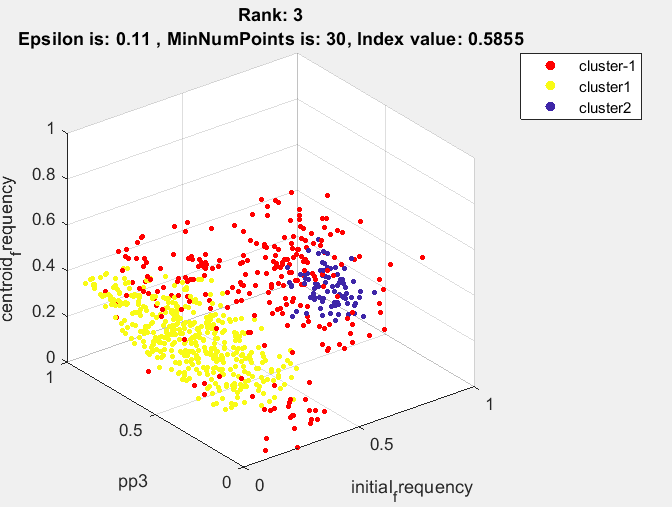 Rank: 3
Epsilon is: 0.11 , MinNumPoints is: 30, Index value: 0.5855
cluster-1
cluster1
cluster2
1
0.8
0.6
0.4
0.2
0
centroid_frequency
1
0.5
0
pp3
0
0.5
1
initial_frequency